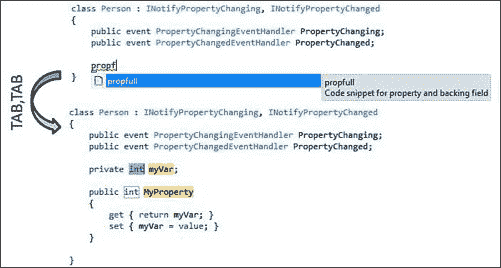 class Person : INotifyPropertyChanging, INotifyPropertyChanged
{
public event PropertyChangingEventHandler PropertyChanging;
public event PropertyChangedEventHandler PropertyChanged;
propf
} propfull propfull
Code snippet for property and backing field
TAB,TAB
class Person : INotifyPropertyChanging, INotifyPropertyChanged
{
public event PropertyChangingEventHandler PropertyChanging;
public event PropertyChangedEventHandler PropertyChanged;
private int myVar;
public int MyProperty
{
get { return myVar; }
set { myVar = value; }
}
}